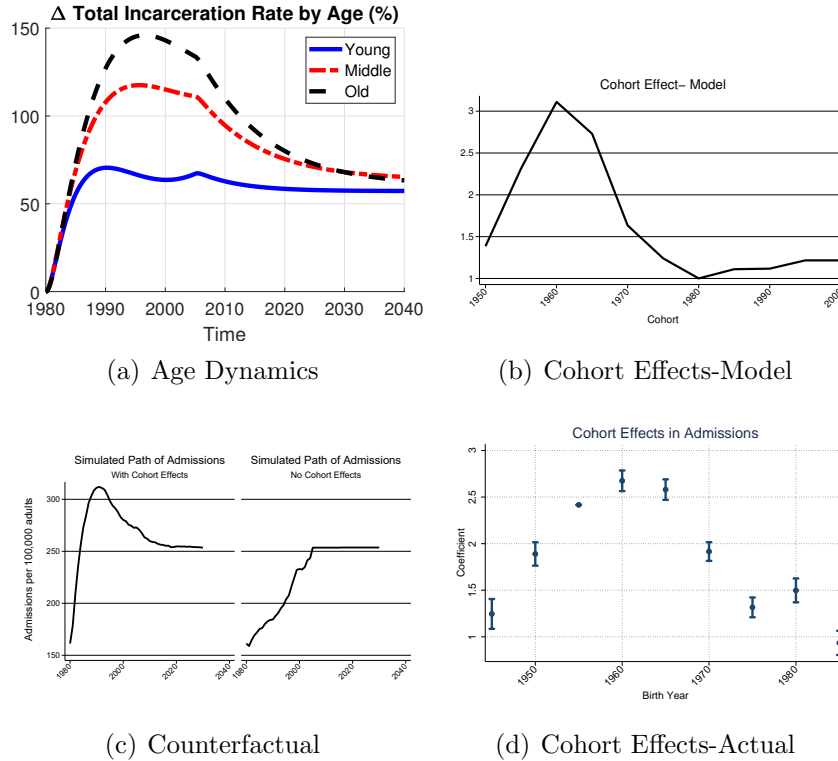 Δ Total Incarceration Rate by Age (%)
150
100
50
0
Young
Middle
Old
1980 1990 2000 2010 2020 2030 2040
Time
(a) Age Dynamics
Cohort Effect– Model
3
2.5
2
1.5
1
1950 1960 1970 1980 1990 2000
Cohort
(b) Cohort Effects-Model
Simulated Path of Admissions
With Cohort Effects
Simulated Path of Admissions
No Cohort Effects
Admissions per 100,000 adults
300
250
200
150
1980 2000 2020 2040
1980 2000 2020 2040
(c) Counterfactual
Cohort Effects in Admissions
Coefficient
3
2.5
2
1.5
1
1950 1960 1970 1980
Birth Year
(d) Cohort Effects-Actual